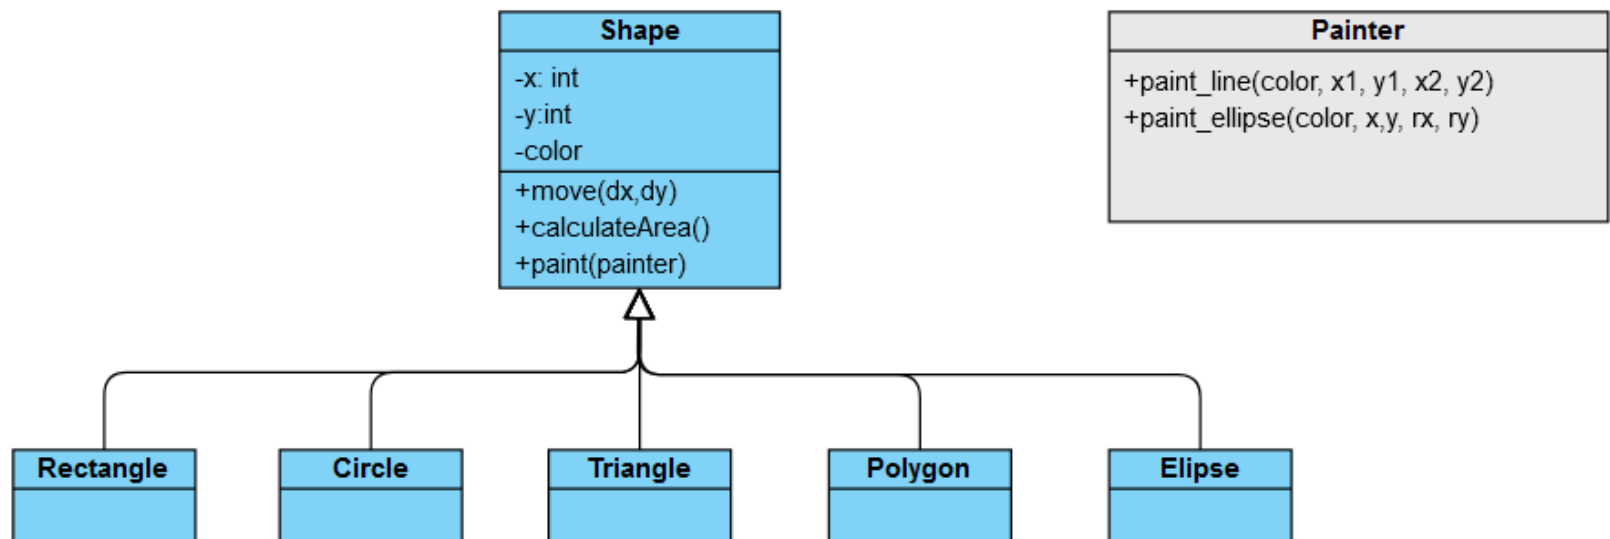 Shape
-x: int
-y:int
-color
+move(dx,dy)
+calculateArea()
+paint(painter)
Painter
+paint_line(color, x1, y1, x2, y2)
+paint_ellipse(color, x,y, rx, ry)
Rectangle
Circle
Triangle
Polygon
Elipse